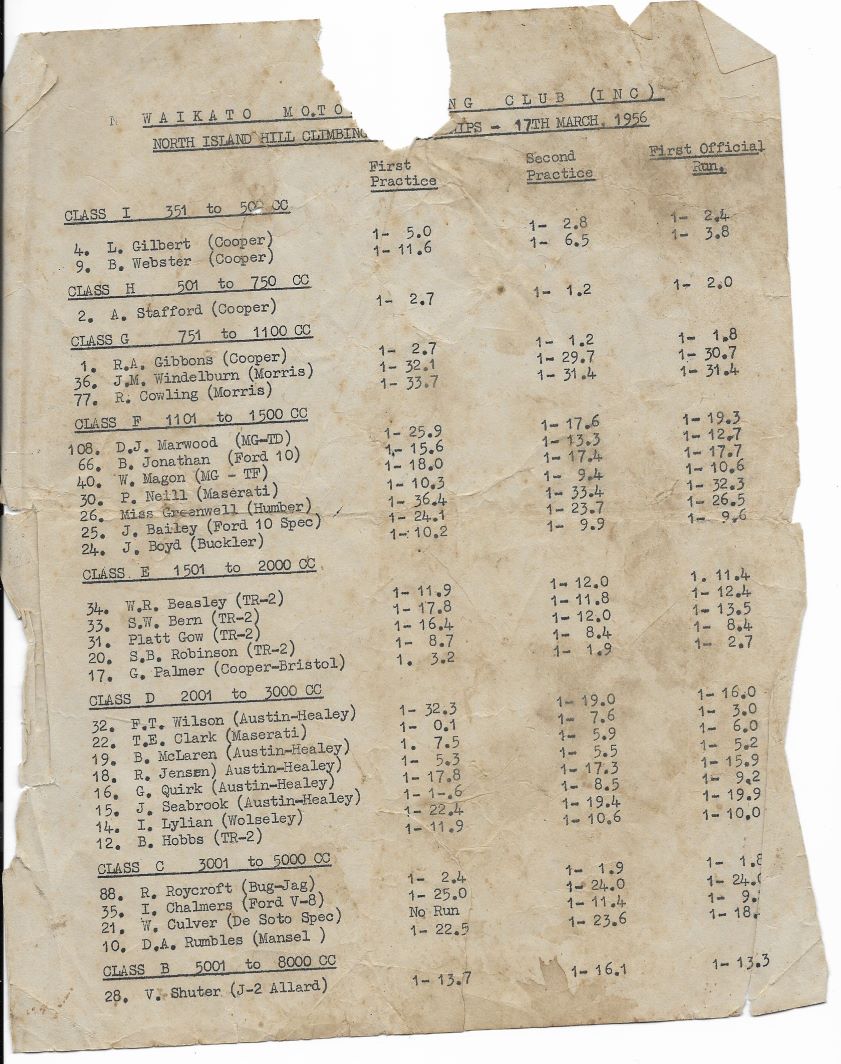 N WAIKATO MOTO NG CLUB (INC)
NORTH ISLAND HILL CLIMBING HIPS - 17TH MARCH, 1956
First Practice Second Practice First Official Run.
CLASS I 351 to 500 CC
4. L. Gilbert (Cooper) 1- 5.0 1- 2.8 1- 2.4
9. B. Webster (Cooper) 1- 11.6 1- 6.5 1- 3.8
CLASS H 501 to 750 CC
2. A. Stafford (Cooper) 1- 2.7 1- 1.2 1- 2.0
CLASS G 751 to 1100 CC
1. R.A. Gibbons (Cooper) 1- 2.7 1- 1.2 1- 1.8
36. J.M. Windelburn (Morris) 1- 32.1 1- 29.7 1- 30.7
77. R. Cowling (Morris) 1- 33.7 1- 31.4 1- 31.4
CLASS F 1101 to 1500 CC
108. D.J. Marwood (MG-TD) 1- 25.9 1- 17.6 1- 19.3
66. B. Jonathan (Ford 10) 1- 15.6 1- 13.3 1- 12.7
40. W. Magon (MG - TF) 1- 18.0 1- 17.4 1- 17.7
30. P. Neill (Maserati) 1- 10.3 1- 9.4 1- 10.6
26. Miss Greenwell (Humber) 1- 36.4 1- 33.4 1- 32.3
25. J. Bailey (Ford 10 Spec) 1- 24.1 1- 23.7 1- 26.5
24. J. Boyd (Buckler) 1- 10.2 1- 9.9 1- 9.6
CLASS E 1501 to 2000 CC
34. W.R. Beasley (TR-2) 1- 11.9 1- 12.0 1. 11.4
33. S.W. Bern (TR-2) 1- 17.8 1- 11.8 1- 12.4
31. Platt Gow (TR-2) 1- 16.4 1- 12.0 1- 13.5
20. S.B. Robinson (TR-2) 1- 8.7 1- 8.4 1- 8.4
17. G. Palmer (Cooper-Bristol) 1. 3.2 1- 1.9 1- 2.7
CLASS D 2001 to 3000 CC
32. F.T. Wilson (Austin-Healey) 1- 32.3 1- 19.0 1- 16.0
22. T.E. Clark (Maserati) 1- 0.1 1- 7.6 1- 3.0
19. B. McLaren (Austin-Healey) 1. 7.5 1- 5.9 1- 6.0
18. R. Jensen) Austin-Healey) 1- 5.3 1- 5.5 1- 5.2
16. G. Quirk (Austin-Healey) 1- 17.8 1- 17.3 1- 15.9
15. J. Seabrook (Austin-Healey) 1- 1-.6 1- 8.5 1- 9.2
14. I. Lylian (Wolseley) 1- 22.4 1- 19.4 1- 19.9
12. B. Hobbs (TR-2) 1- 11.9 1- 10.6 1- 10.0
CLASS C 3001 to 5000 CC
88. R. Roycroft (Bug-Jag) 1- 2.4 1- 1.9 1- 1.8
35. I. Chalmers (Ford V-8) 1- 25.0 1- 24.0 1- 24.
21. W. Culver (De Soto Spec) No Run 1- 11.4 1- 9.
10. D.A. Rumbles (Mansel ) 1- 22.5 1- 23.6 1- 18.
CLASS B 5001 to 8000 CC
28. V. Shuter (J-2 Allard) 1- 13.7 1- 16.1 1- 13.3